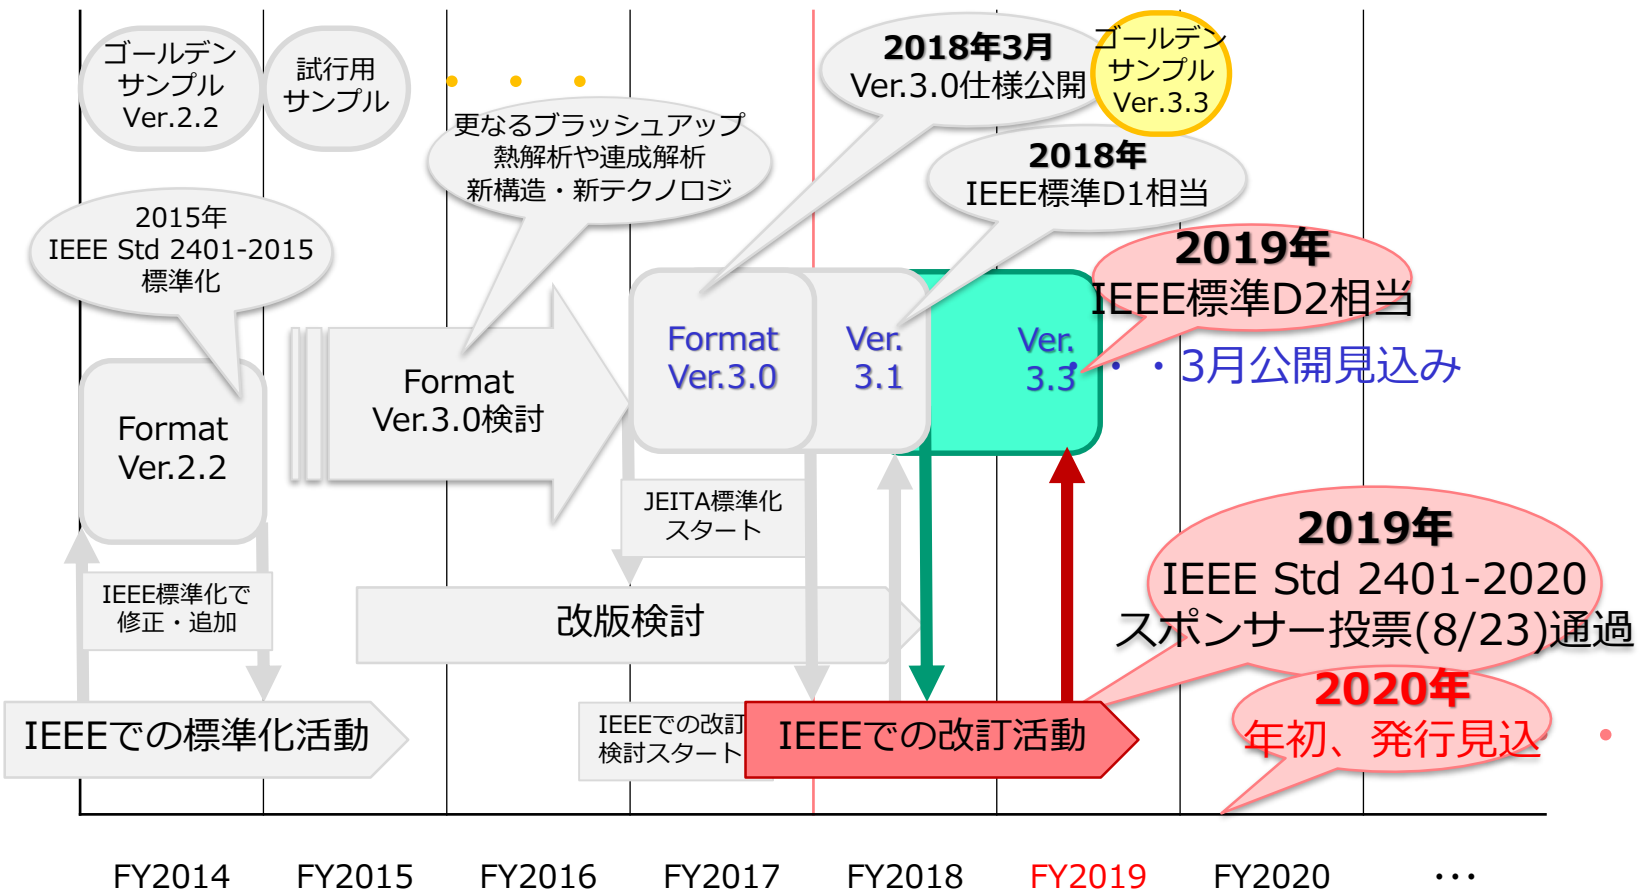 ゴールデン
サンプル
Ver.2.2
試行用
サンプル
・・・
2018年3月
Ver.3.0仕様公開
ゴールデン
サンプル
Ver.3.3
更なるブラッシュアップ
熱解析や連成解析
新構造・新テクノロジ
2018年
IEEE標準D1相当
2015年
IEEE Std 2401-2015
標準化
2019年
IEEE標準D2相当
Format
Ver.2.2
Format
Ver.3.0検討
Format
Ver.3.0
Ver.
3.1
Ver.
3.3
・・・3月公開見込み
JEITA標準化
スタート
IEEE標準化で
修正・追加
改版検討
2019年
IEEE Std 2401-2020
スポンサー投票(8/23)通過
2020年
年初、発行見込
・・
IEEEでの標準化活動
IEEEでの改訂
検討スタート
IEEEでの改訂活動
FY2014
FY2015
FY2016
FY2017
FY2018
FY2019
FY2020
…